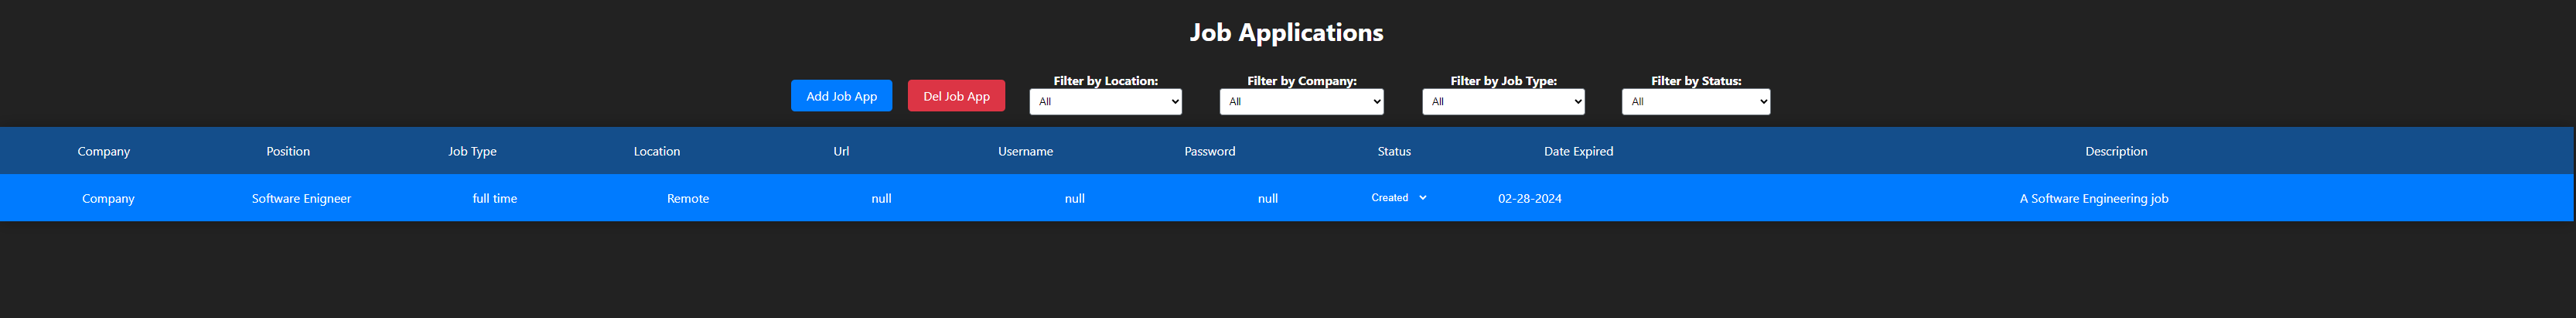 Job Applications
Add Job App Del Job App Filter by Location: Filter by Company: Filter by Job Type: Filter by Status:
All All All All
Company Position Job Type Location Url Username Password Status Date Expired Description
Company Software Enigneer full time Remote null null null Created 02-28-2024 A Software Engineering job